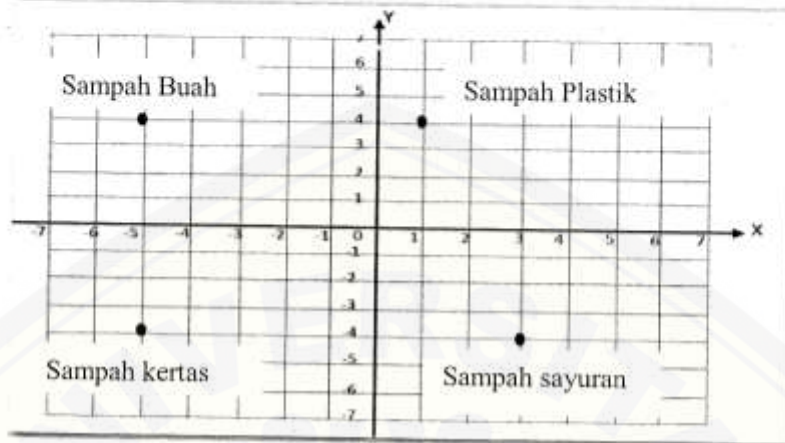 Y
7
6
Sampah Buah
Sampah Plastik
5
4
3
2
1
-7 -6 -5 -4 -3 -2 -1 0 1 2 3 4 5 6 7 X
-1
-2
-3
-4
Sampah kertas
Sampah sayuran
-5
-6
-7